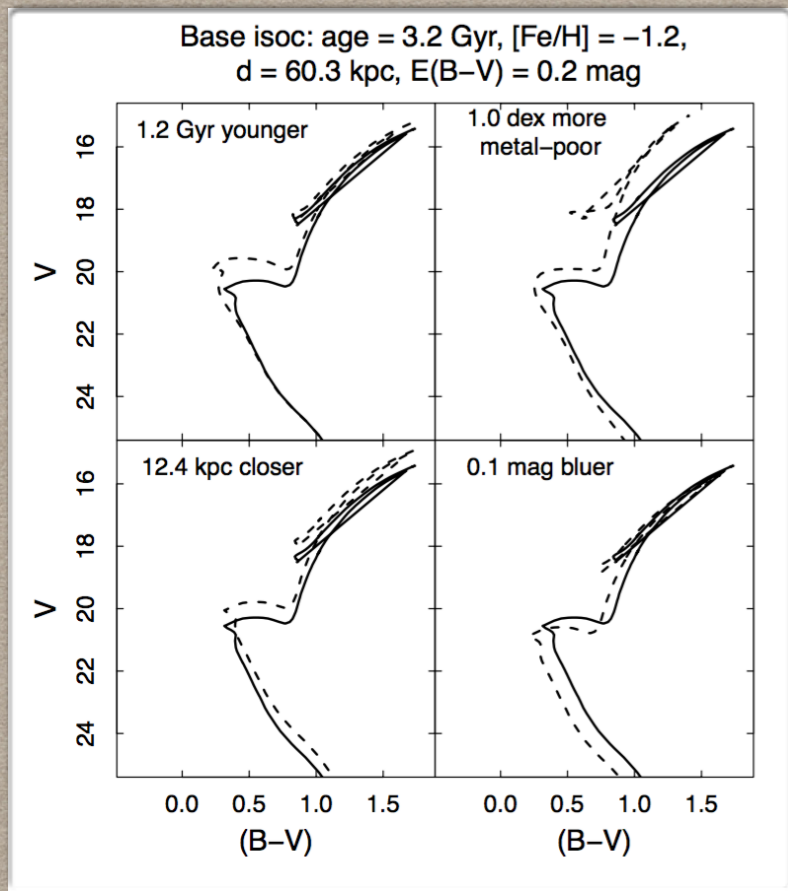 Base isoc: age = 3.2 Gyr, [Fe/H] = −1.2,
d = 60.3 kpc, E(B−V) = 0.2 mag
1.2 Gyr younger
1.0 dex more
metal−poor
16
18
20
22
24
V
12.4 kpc closer
0.1 mag bluer
16
18
20
22
24
V
0.0 0.5 1.0 1.5
0.0 0.5 1.0 1.5
(B−V)
(B−V)